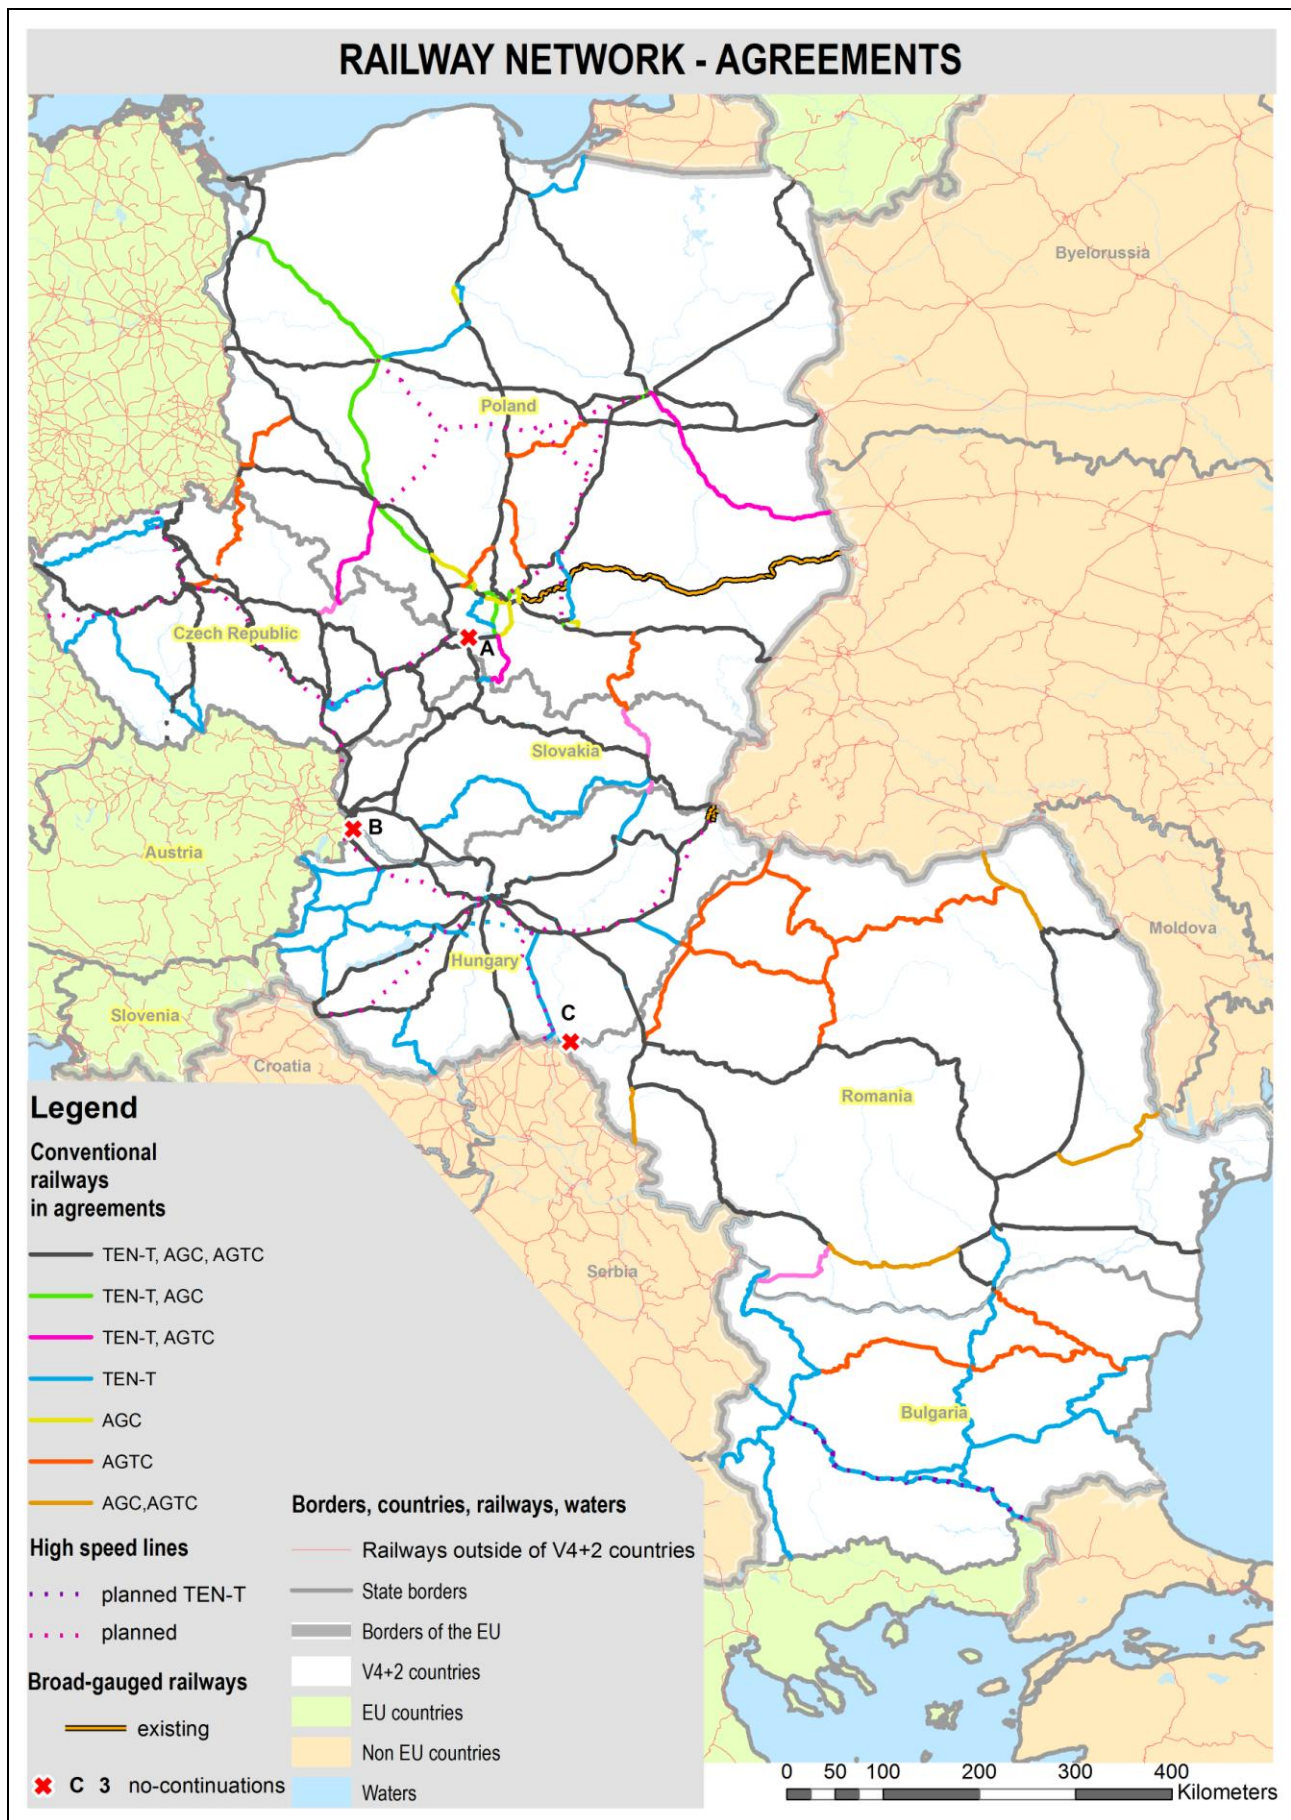 RAILWAY NETWORK - AGREEMENTS
Byelorussia
Poland
Czech Republic
A
Slovakia
B
Austria
Moldova
Hungary
C
Slovenia
Croatia
Romania
Serbia
Bulgaria
Legend
Conventional
railways
in agreements
TEN-T, AGC, AGTC
TEN-T, AGC
TEN-T, AGTC
TEN-T
AGC
AGTC
AGC,AGTC
High speed lines
planned TEN-T
planned
Broad-gauged railways
existing
C 3 no-continuations
Borders, countries, railways, waters
Railways outside of V4+2 countries
State borders
Borders of the EU
V4+2 countries
EU countries
Non EU countries
Waters
0 50 100 200 300 400
Kilometers